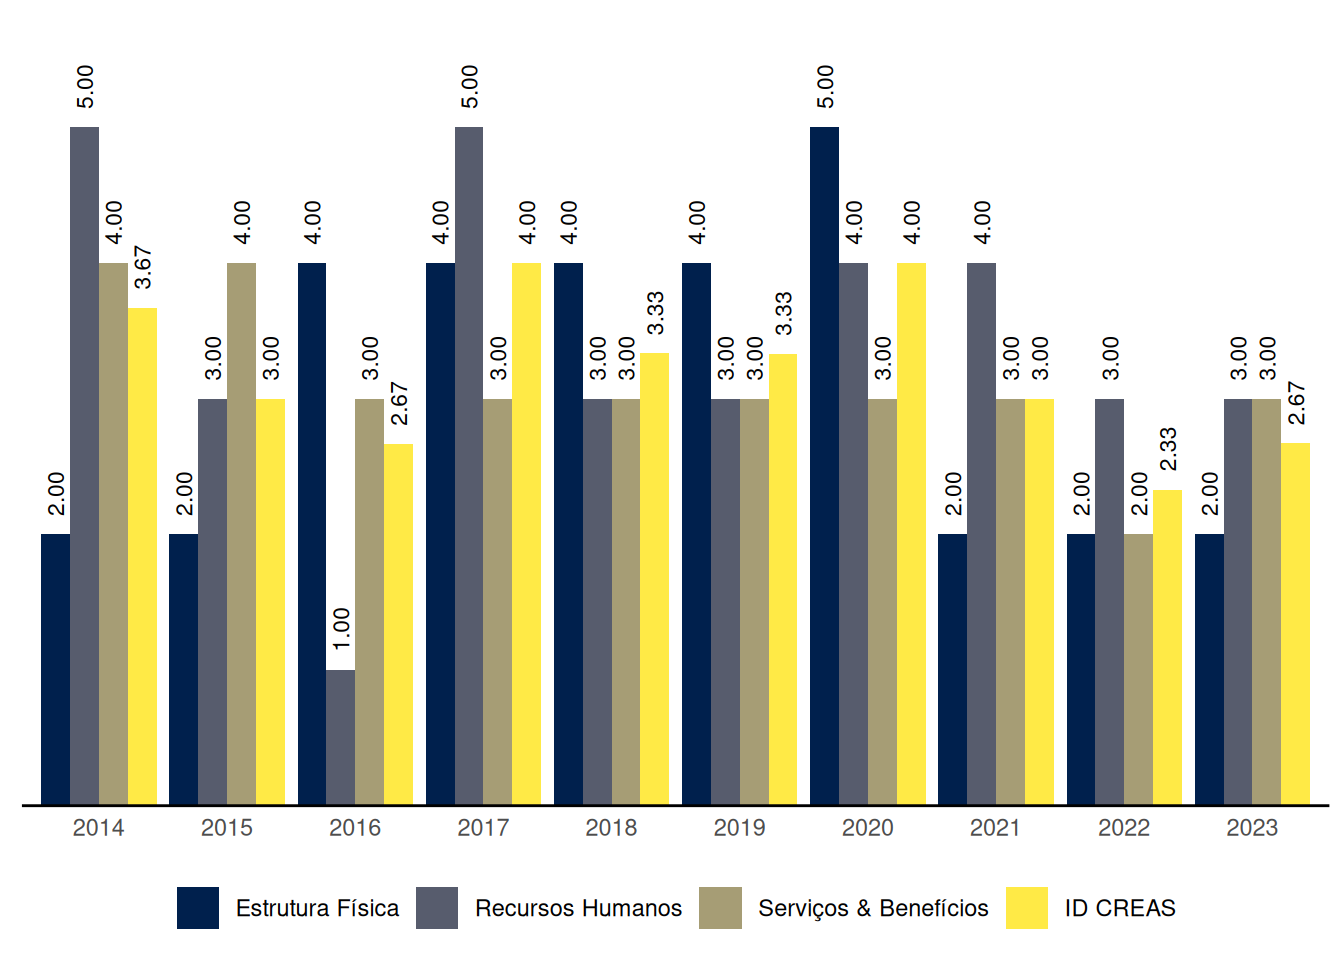 5.00 5.00 5.00
4.00 4.00 4.00 4.00 4.00 4.00 4.00 4.00 4.00 4.00
3.67
3.33 3.33
3.00 3.00 3.00 3.00 3.00 3.00 3.00 3.00 3.00 3.00 3.00 3.00 3.00 3.00
2.67 2.67
2.33
2.00 2.00 2.00 2.00 2.00 2.00
1.00
2014 2015 2016 2017 2018 2019 2020 2021 2022 2023
Estrutura Física Recursos Humanos Serviços & Benefícios ID CREAS